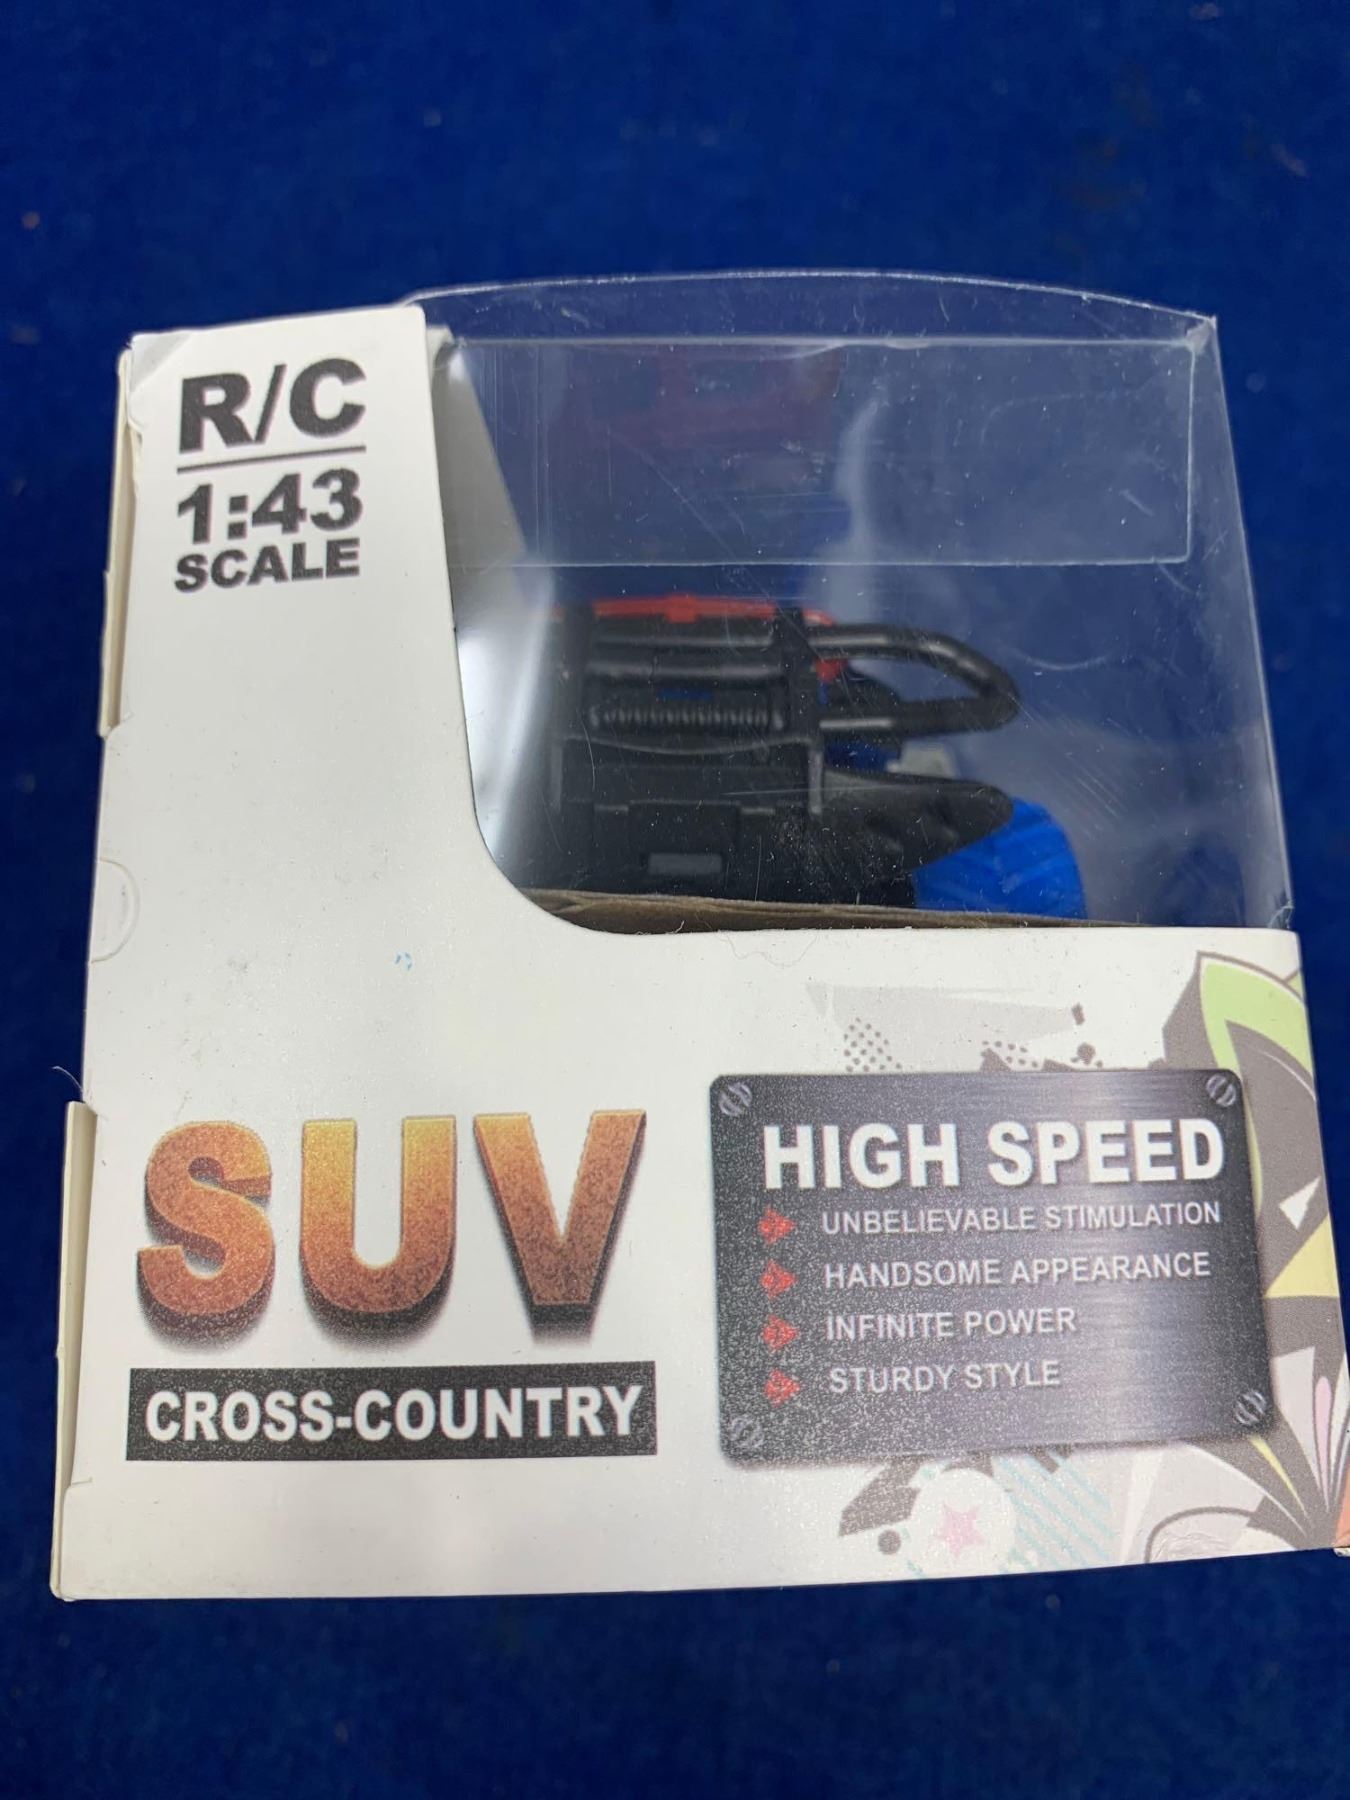 R/C
1:43
SCALE
SUV
CROSS-COUNTRY
HIGH SPEED
UNBELIEVABLE STIMULATION
HANDSOME APPEARANCE
INFINITE POWER
STURDY STYLE